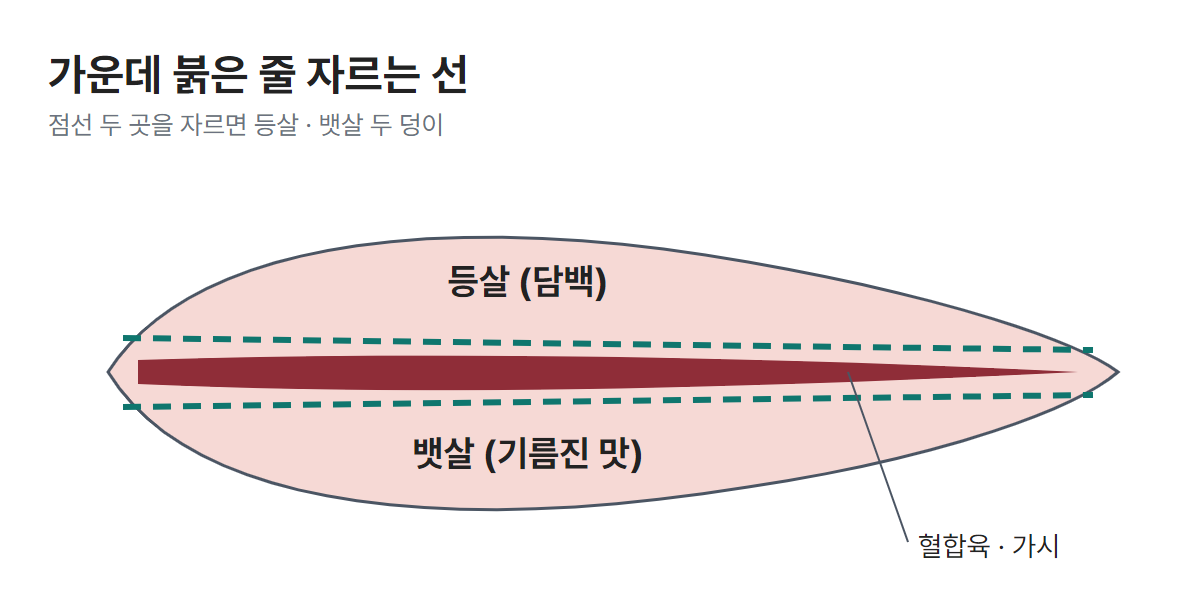 가운데 붉은 줄 자르는 선
점선 두 곳을 자르면 등살 · 뱃살 두 덩이
등살 (담백)
뱃살 (기름진 맛)
혈합육 · 가시